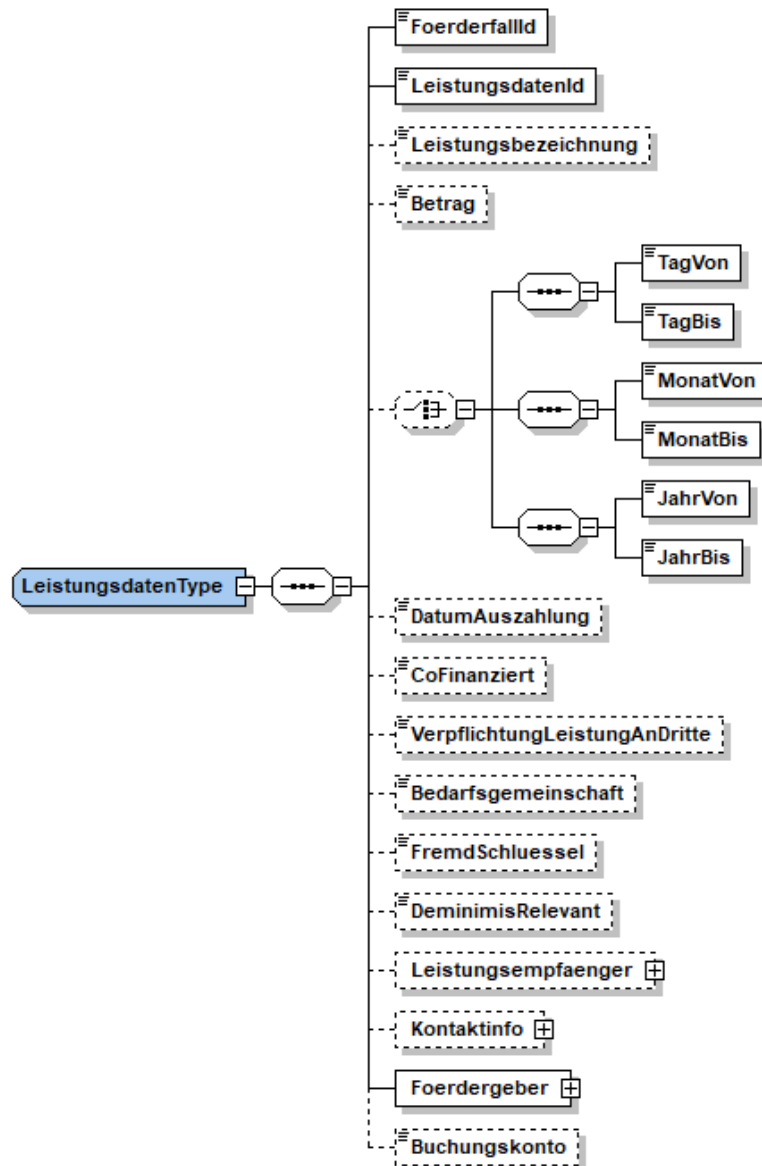 FoerderfallId
LeistungsdatenId
Leistungsbezeichnung
Betrag
TagVon
TagBis
MonatVon
MonatBis
JahrVon
JahrBis
LeistungsdatenType
DatumAuszahlung
CoFinanziert
VerpflichtungLeistungAnDritte
Bedarfsgemeinschaft
FremdSchluessel
DeminimisRelevant
Leistungsempfaenger
Kontaktinfo
Foerdergeber
Buchungskonto